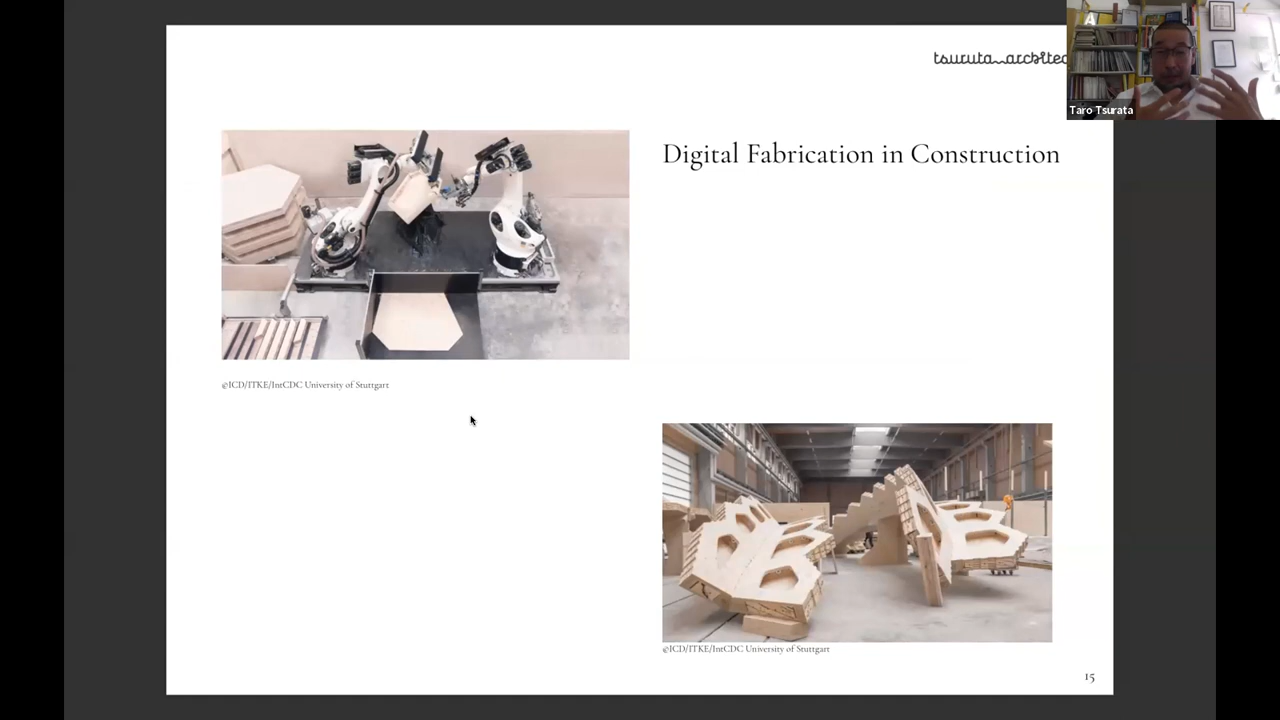 tsuruta_architec
A
Taro Tsurata
Digital Fabrication in Construction
@ICD/ITKE/IntCDC University of Stuttgart
@ICD/ITKE/IntCDC University of Stuttgart
15